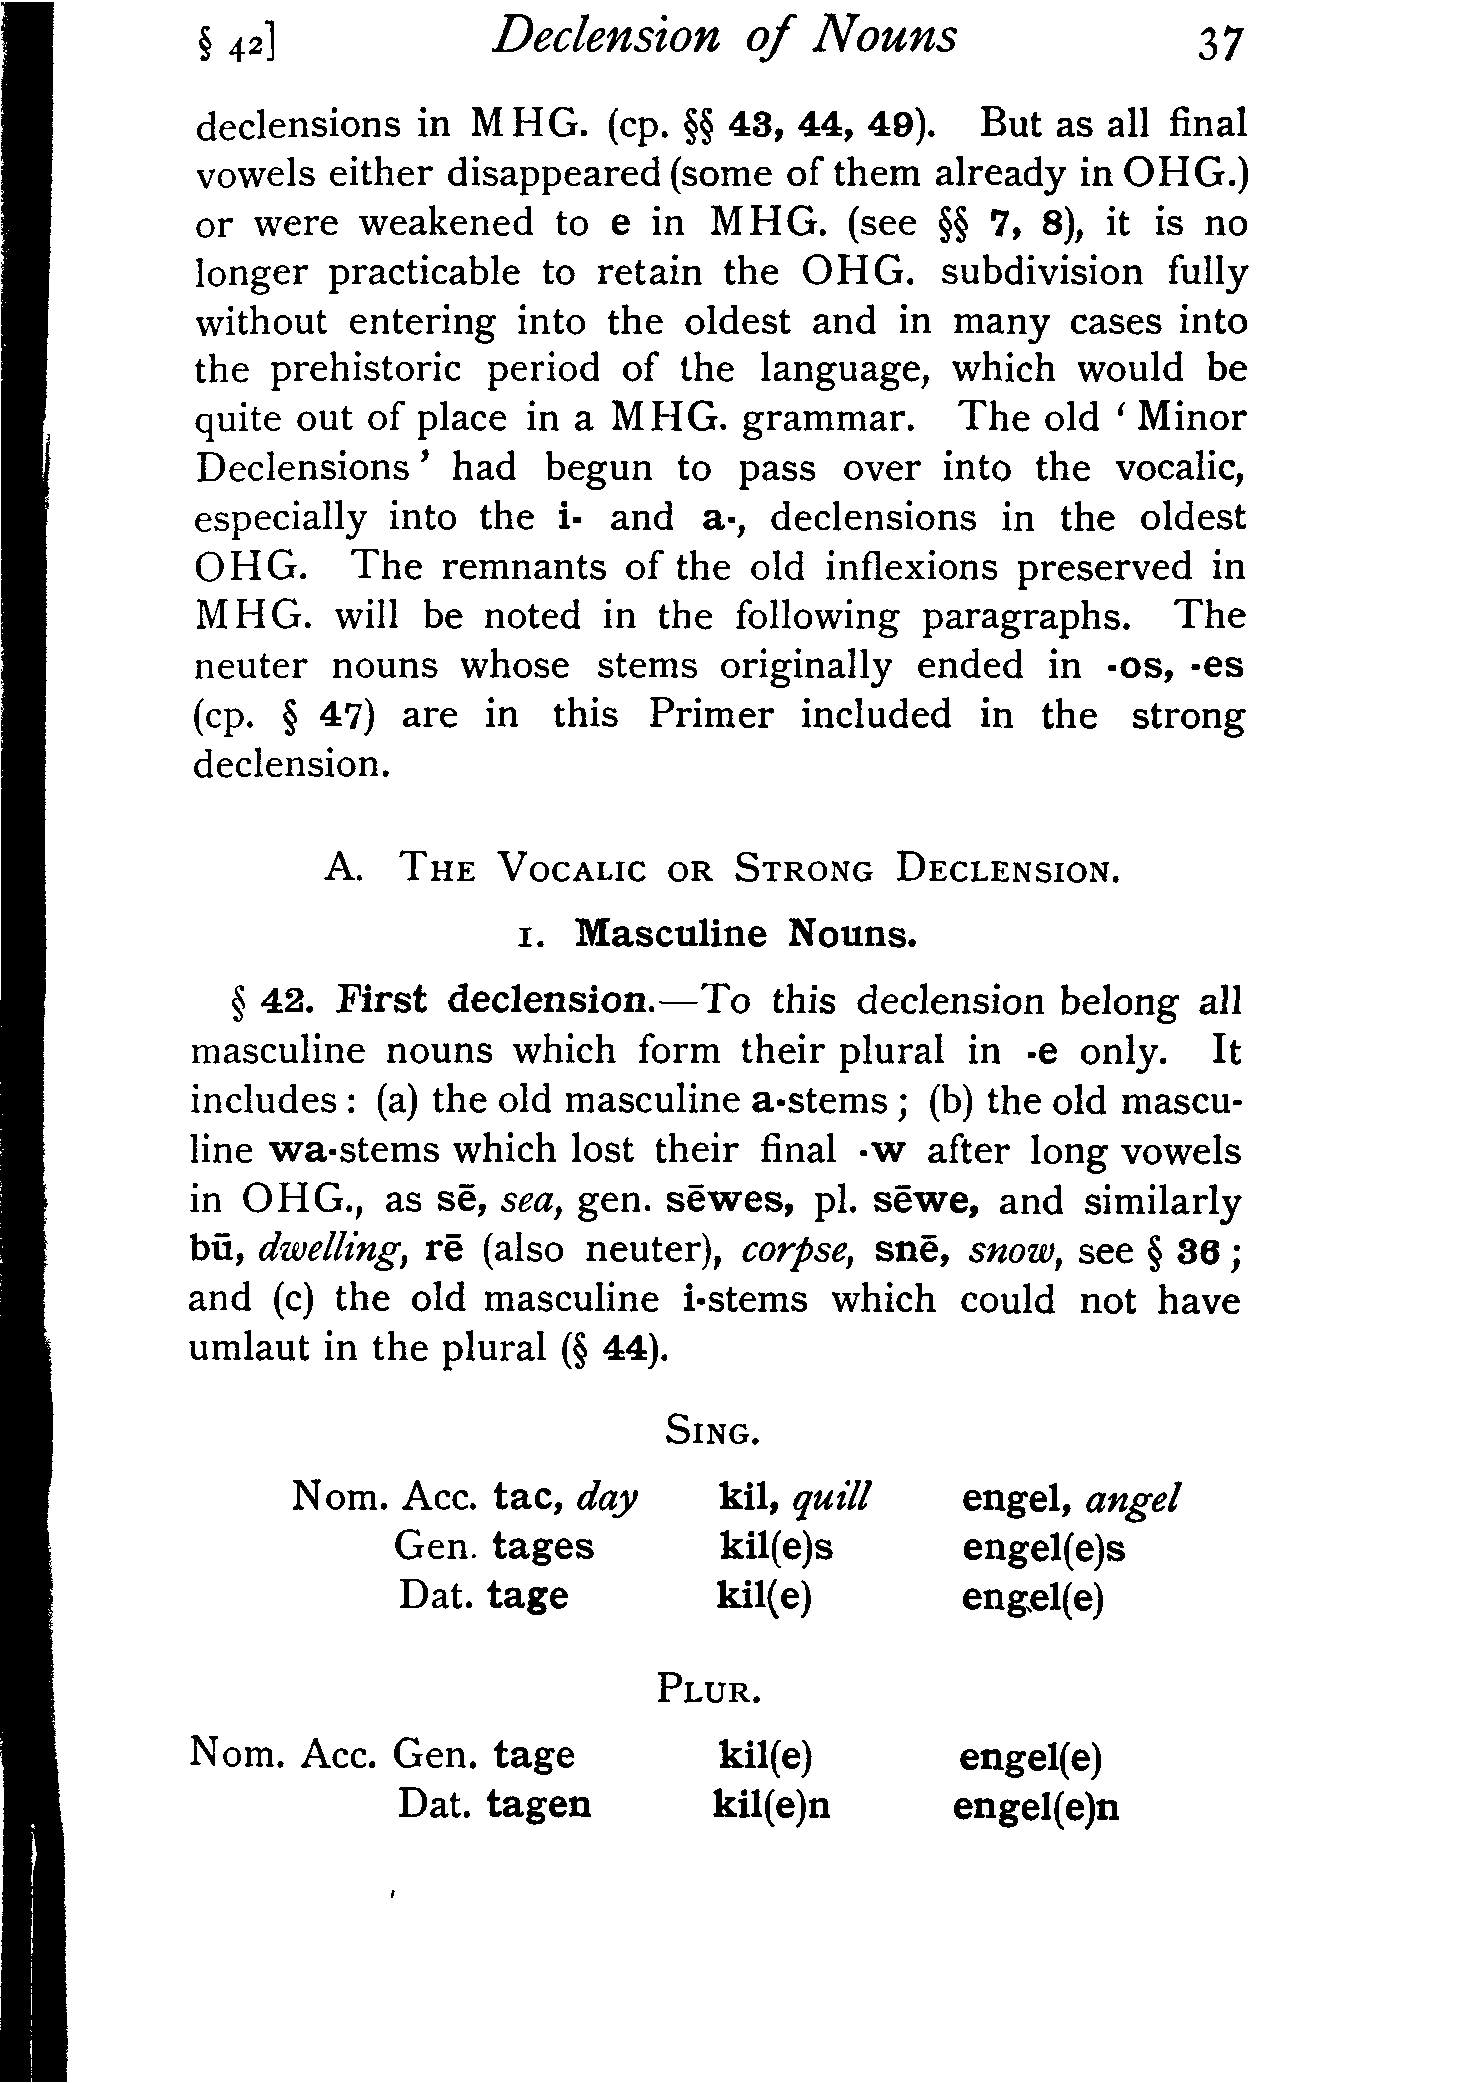 § 42] Declension of Nouns 37
declensions in MHG. (cp. §§ 43, 44, 49). But as all final
vowels either disappeared (some of them already in OHG.)
or were weakened to e in MHG. (see §§ 7, 8), it is no
longer practicable to retain the OHG. subdivision fully
without entering into the oldest and in many cases into
the prehistoric period of the language, which would be
quite out of place in a MHG. grammar. The old ‘ Minor
Declensions ’ had begun to pass over into the vocalic,
especially into the i- and a-, declensions in the oldest
OHG. The remnants of the old inflexions preserved in
MHG. will be noted in the following paragraphs. The
neuter nouns whose stems originally ended in -os, -es
(cp. § 47) are in this Primer included in the strong
declension.
A. The Vocalic or Strong Declension.
1. Masculine Nouns.
§ 42. First declension.—To this declension belong all
masculine nouns which form their plural in -e only. It
includes : (a) the old masculine a-stems ; (b) the old mascu-
line wa-stems which lost their final -w after long vowels
in OHG., as sē, sea, gen. sēwes, pl. sēwe, and similarly
bū, dwelling, rē (also neuter), corpse, snē, snow, see § 36 ;
and (c) the old masculine i-stems which could not have
umlaut in the plural (§ 44).
Sing.
Nom. Acc. tac, day kil, quill engel, angel
Gen. tages kil(e)s engel(e)s
Dat. tage kil(e) engel(e)
Plur.
Nom. Acc. Gen. tage kil(e) engel(e)
Dat. tagen kil(e)n engel(e)n